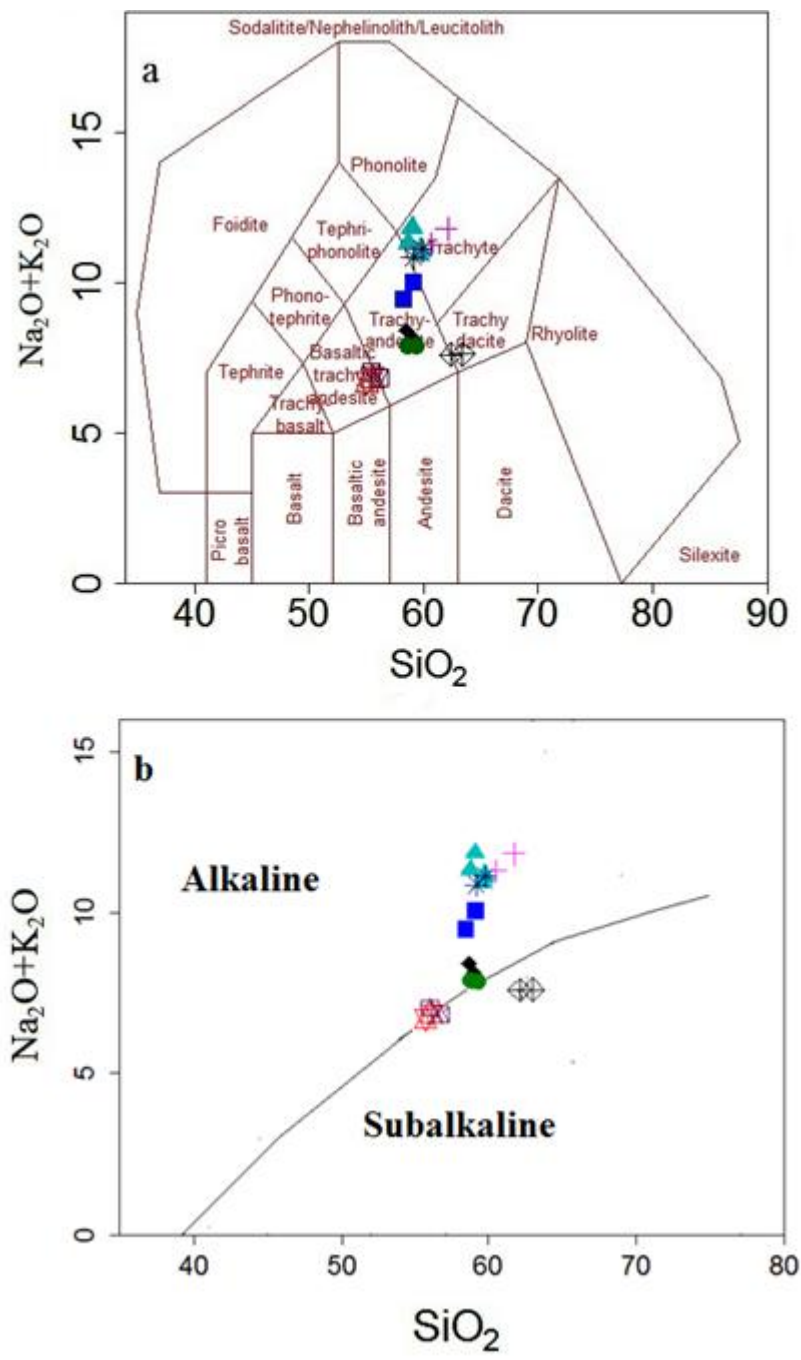 Sodalitite/Nephelinolith/Leucitolith
a
15
Phonolite
Foidite
Tephri-
phonolite
Trachyte
Na₂O+K₂O
10
Phono-
tephrite
Trachy-
andesite
Trachy
dacite
Rhyolite
Tephrite
Basaltic
trachy-
andesite
Trachy-
basalt
5
Picro
basalt
Basalt
Basaltic
andesite
Andesite
Dacite
Silexite
0
40 50 60 70 80 90
SiO₂
15
b
Alkaline
Na₂O+K₂O
10
5
Subalkaline
0
40 50 60 70 80
SiO₂